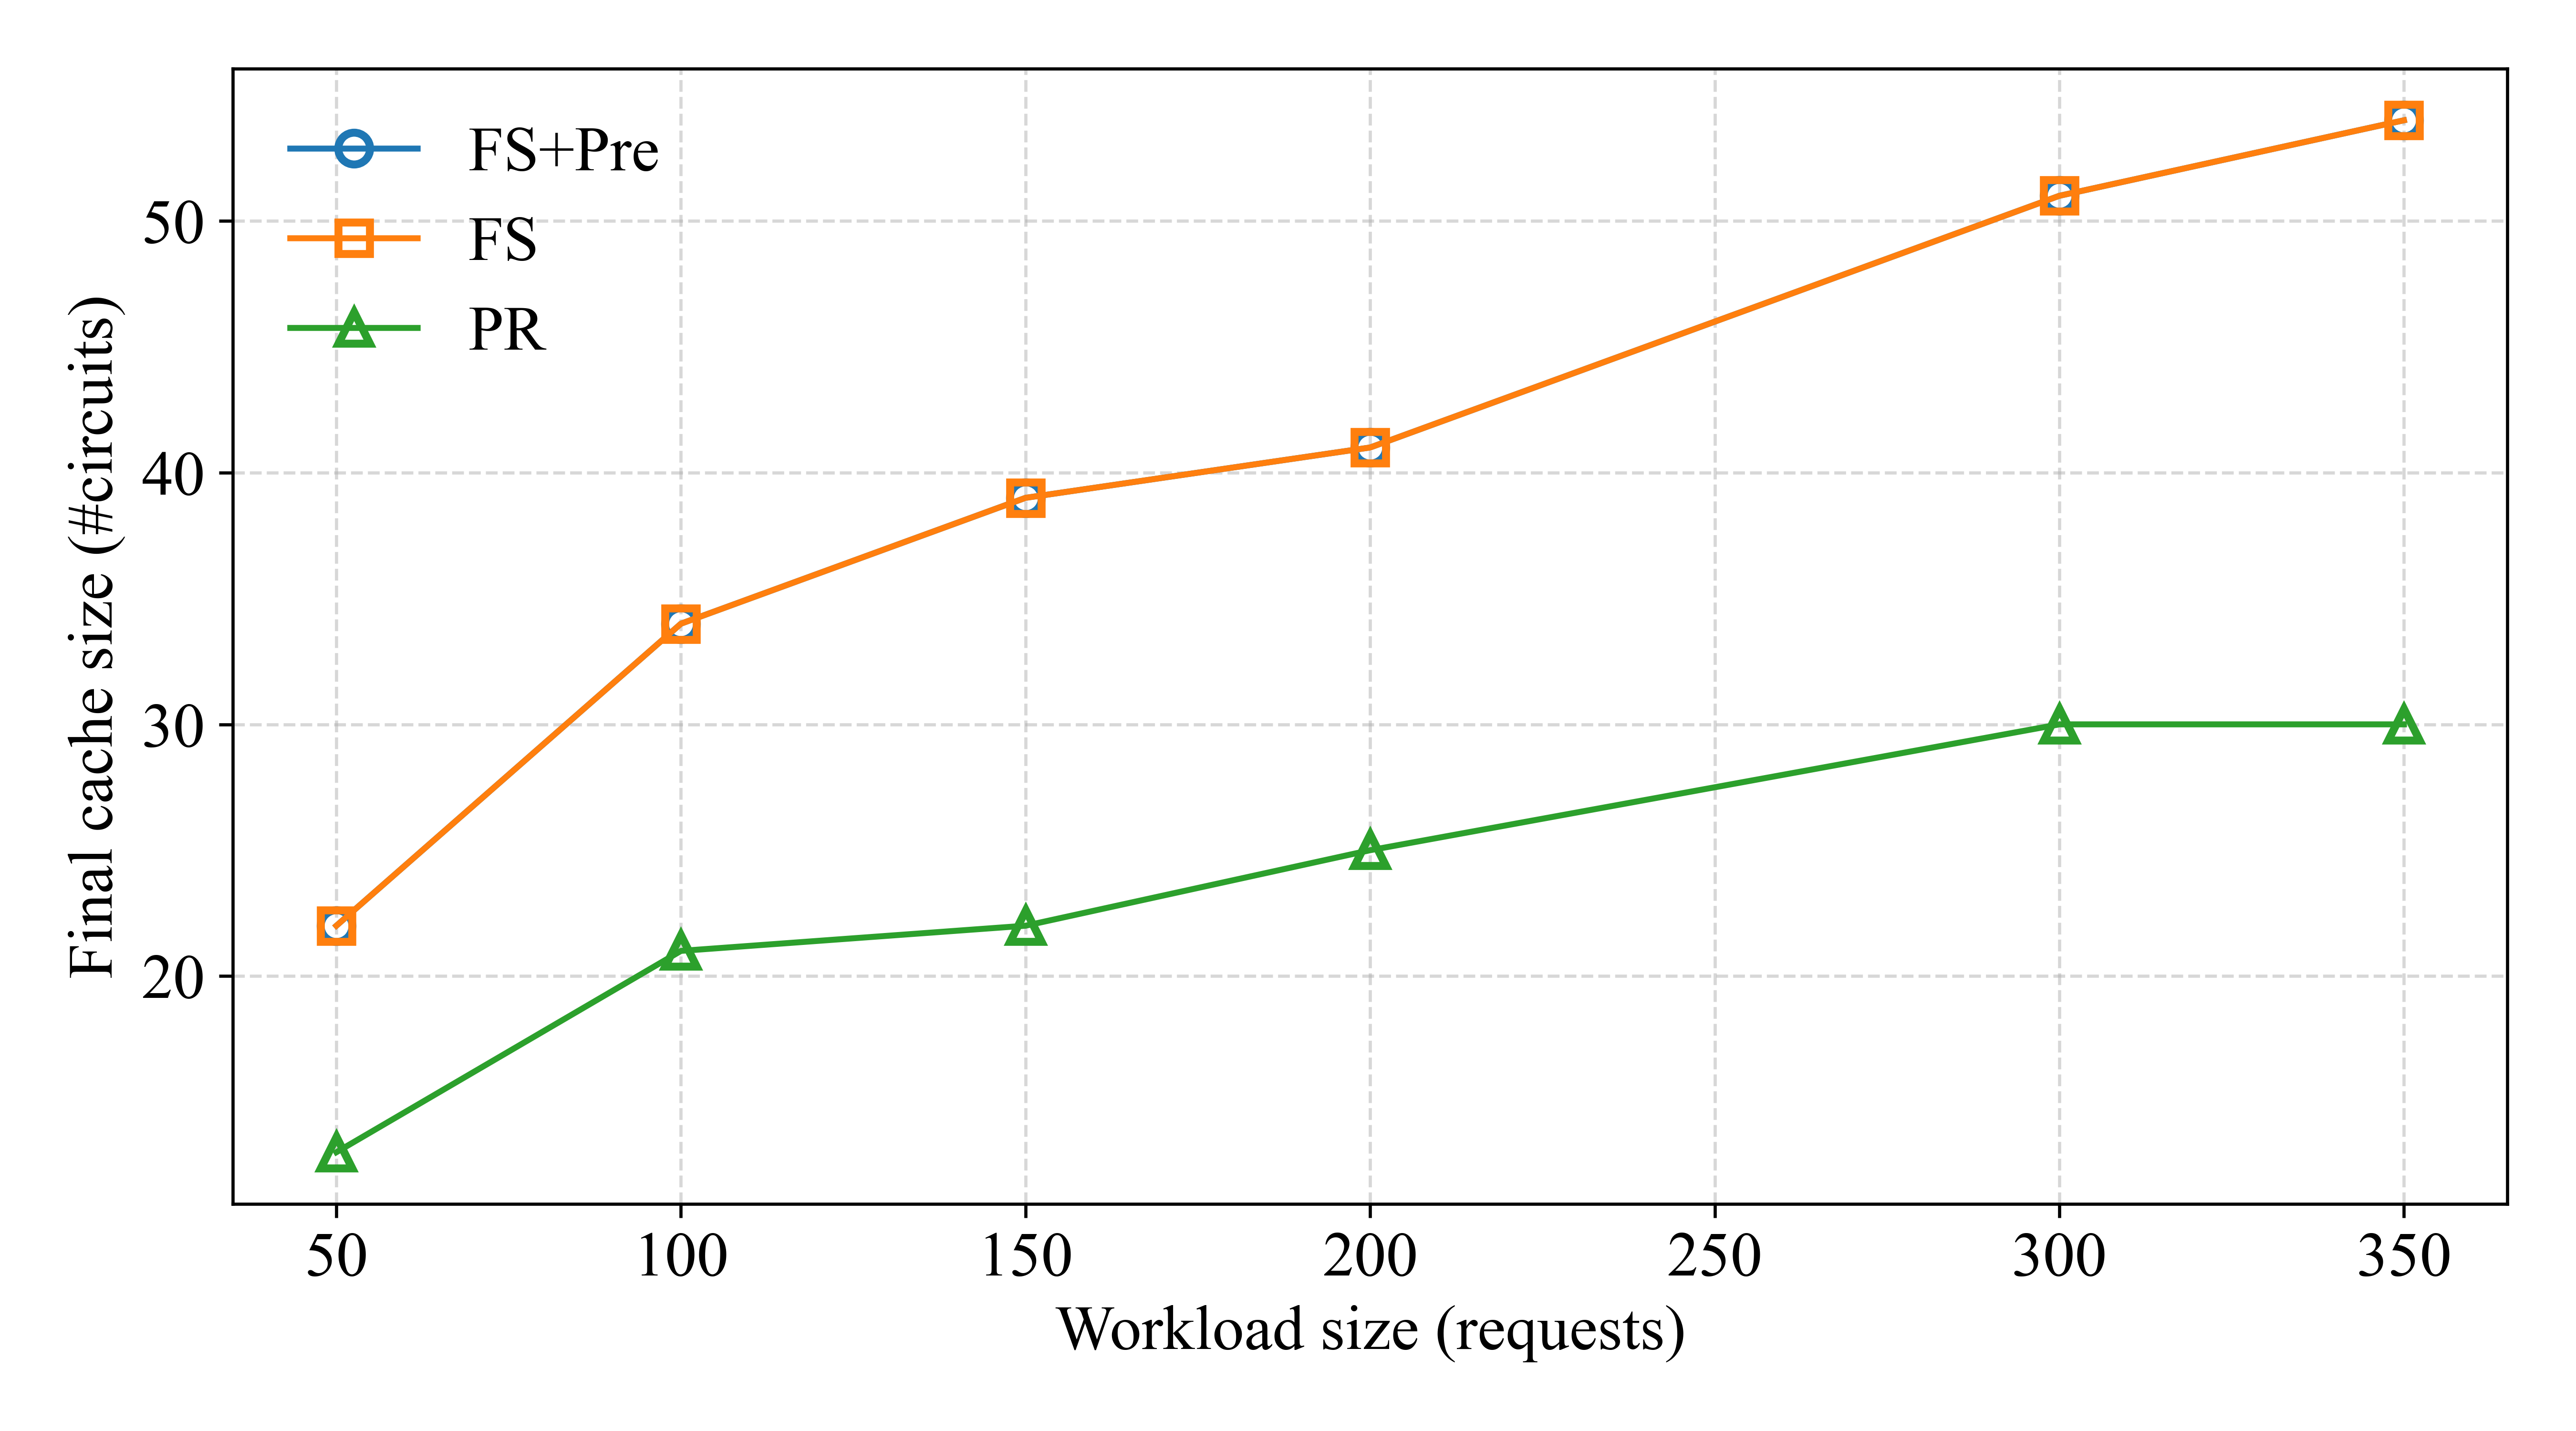 FS+Pre
FS
PR
Final cache size (#circuits)
50
40
30
20
50 100 150 200 250 300 350
Workload size (requests)